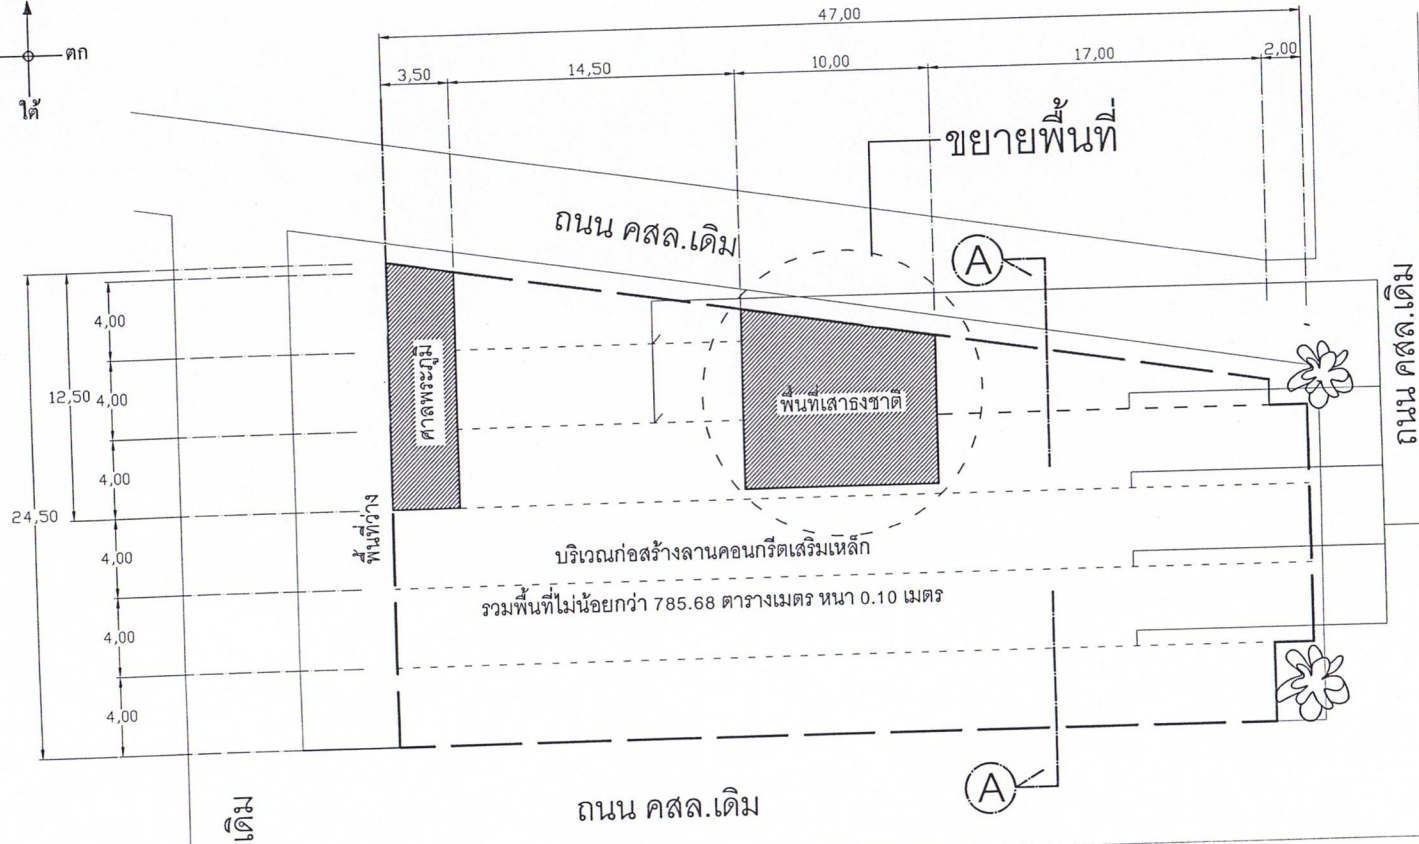 47,00
3,50
14,50
10,00
17,00
2,00
ตก
ใต้
ขยายพื้นที่
ถนน คสล.เดิม
A
ถนน คสล.เดิม
4,00
12,50
4,00
4,00
24,50
4,00
4,00
4,00
ศาลพระภูมิ
พื้นที่เสาธงชาติ
พื้นที่ว่าง
บริเวณก่อสร้างลานคอนกรีตเสริมเหล็ก
รวมพื้นที่ไม่น้อยกว่า 785.68 ตารางเมตร หนา 0.10 เมตร
A
ถนน คสล.เดิม
เดิม